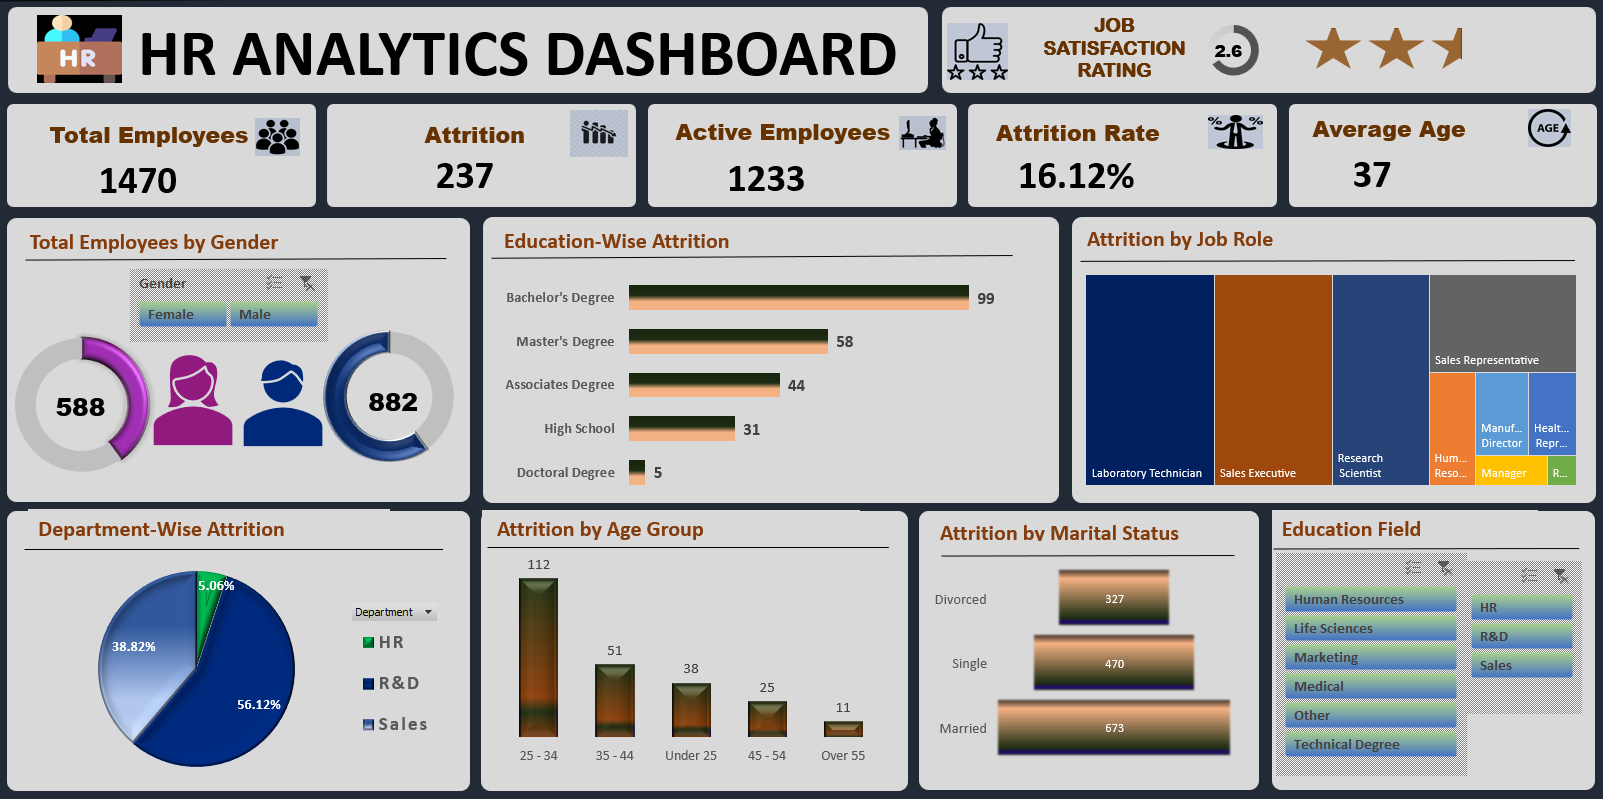 HR
HR ANALYTICS DASHBOARD
JOB
SATISFACTION
RATING
2.6
Total Employees
1470
Attrition
237
Active Employees
1233
Attrition Rate
% %
16.12%
Average Age
AGE
37
Total Employees by Gender
Gender
Female
Male
588
882
Education-Wise Attrition
Bachelor's Degree
99
Master's Degree
58
Associates Degree
44
High School
31
Doctoral Degree
5
Attrition by Job Role
Laboratory Technician
Sales Executive
Research
Scientist
Sales Representative
Hum...
Reso...
Manuf...
Director
Healt...
Repr...
Manager
R...
Department-Wise Attrition
5.06%
38.82%
56.12%
Department
HR
R&D
Sales
Attrition by Age Group
112
51
38
25
11
25 - 34
35 - 44
Under 25
45 - 54
Over 55
Attrition by Marital Status
Divorced
327
Single
470
Married
673
Education Field
Human Resources
Life Sciences
Marketing
Medical
Other
Technical Degree
HR
R&D
Sales